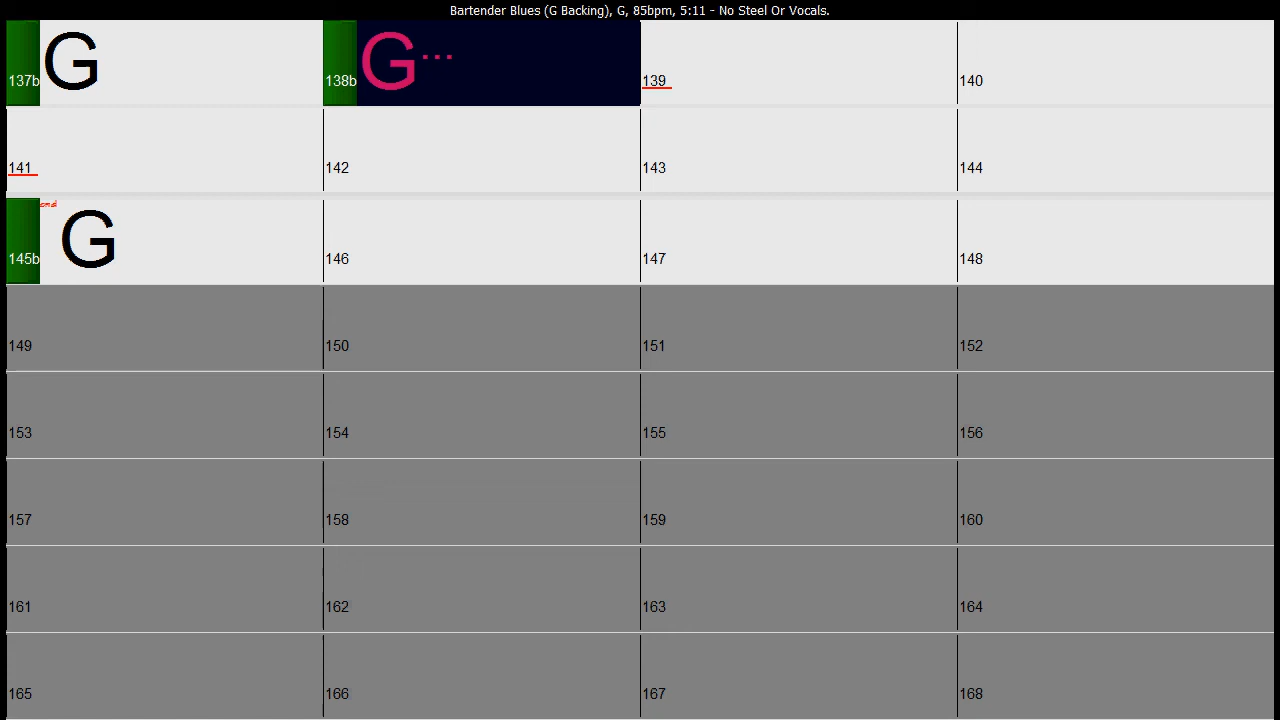 Bartender Blues (G Backing), G, 85bpm, 5:11 - No Steel Or Vocals.
137b G 138b G... 139 140
141 142 143 144
145b G 146 147 148
149 150 151 152
153 154 155 156
157 158 159 160
161 162 163 164
165 166 167 168